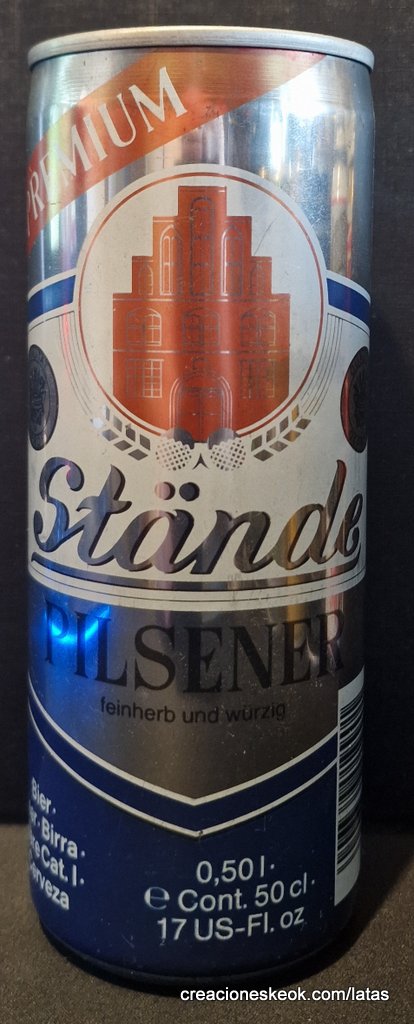 PREMIUM
Stände
PILSENER
feinherb und würzig
Bier·
Birra·
Cat. I·
Cerveza
0,50 l·
℮ Cont. 50 cl·
17 US-Fl. oz
creacioneskeok.com/latas